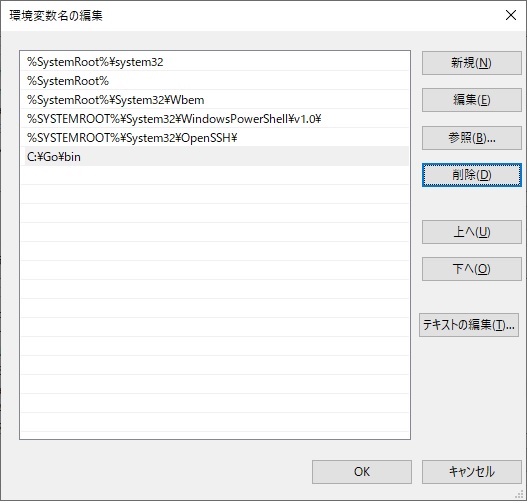 環境変数名の編集
%SystemRoot%¥system32
%SystemRoot%
%SystemRoot%¥System32¥Wbem
%SYSTEMROOT%¥System32¥WindowsPowerShell¥v1.0¥
%SYSTEMROOT%¥System32¥OpenSSH¥
C:¥Go¥bin
新規(N)
編集(E)
参照(B)...
削除(D)
上へ(U)
下へ(O)
テキストの編集(T)...
OK
キャンセル